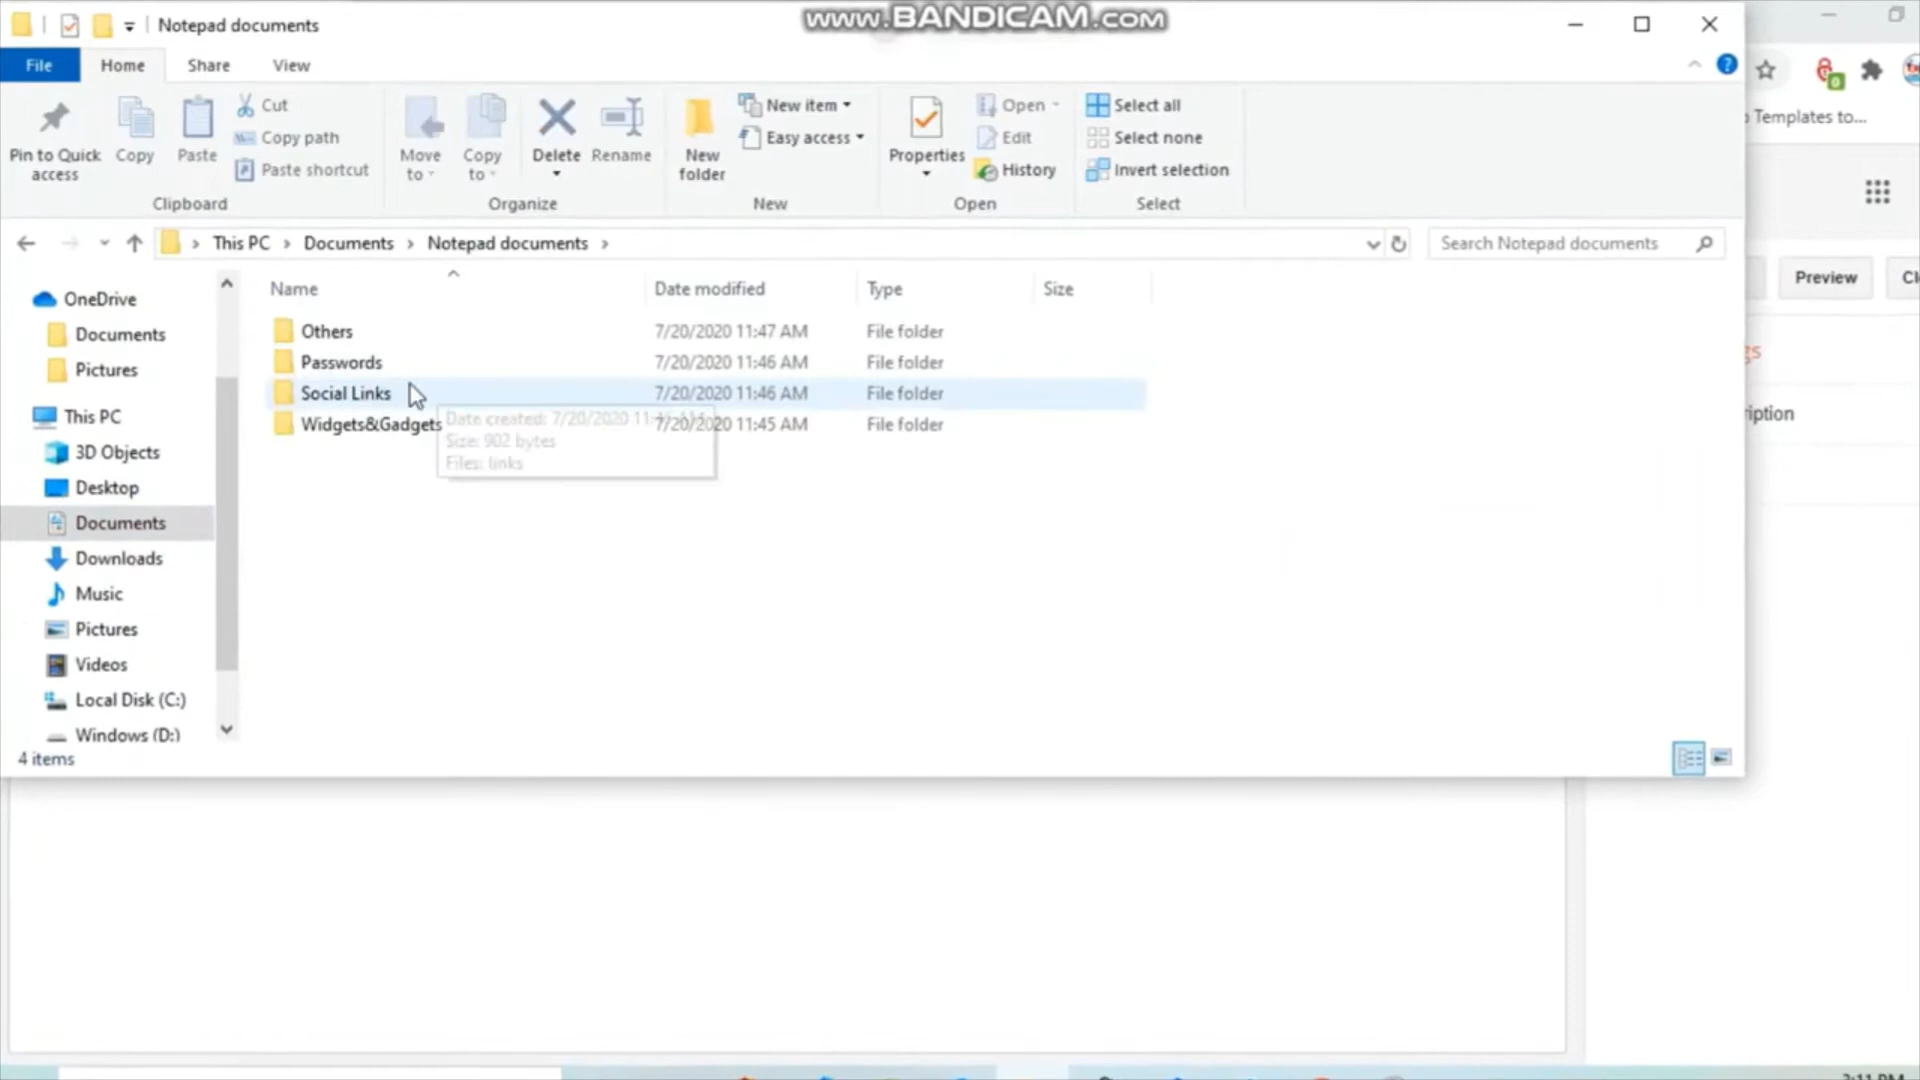 Notepad documents
www.BANDICAM.com
File Home Share View
Pin to Quick access
Copy
Paste
Cut
Copy path
Paste shortcut
Clipboard
Move to
Copy to
Delete
Rename
Organize
New folder
New item
Easy access
New
Properties
Open
Edit
History
Open
Select all
Select none
Invert selection
Select
Templates to...
This PC > Documents > Notepad documents >
Search Notepad documents
Preview
Name Date modified Type Size
Others 7/20/2020 11:47 AM File folder
Passwords 7/20/2020 11:46 AM File folder
Social Links 7/20/2020 11:46 AM File folder
Widgets&Gadgets 7/20/2020 11:45 AM File folder
Date created: 7/20/2020
Size: 902 bytes
Files: links
OneDrive
Documents
Pictures
This PC
3D Objects
Desktop
Documents
Downloads
Music
Pictures
Videos
Local Disk (C:)
Windows (D:)
4 items